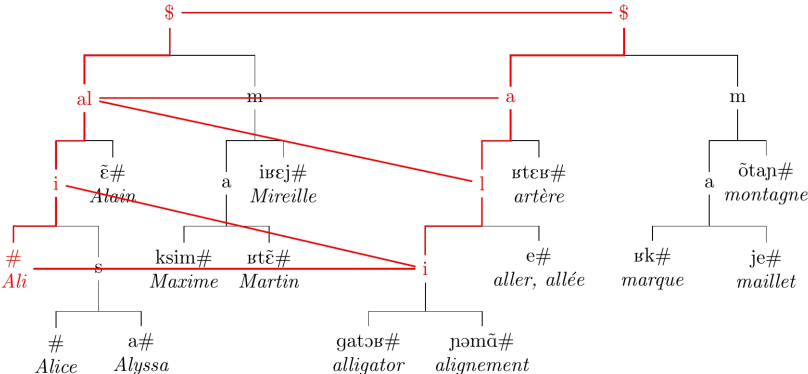 $ $
al m a m
ɛ̃# iʁɛj# ʁtɛʁ# õtaɲ#
i Alain a Mireille l artère a montagne
# s ksim# ʁtɛ̃# i e# ʁk# je#
Ali Maxime Martin aller, allée marque maillet
# a# ɡatɔʁ# ɲəmɑ̃#
Alice Alyssa alligator alignement